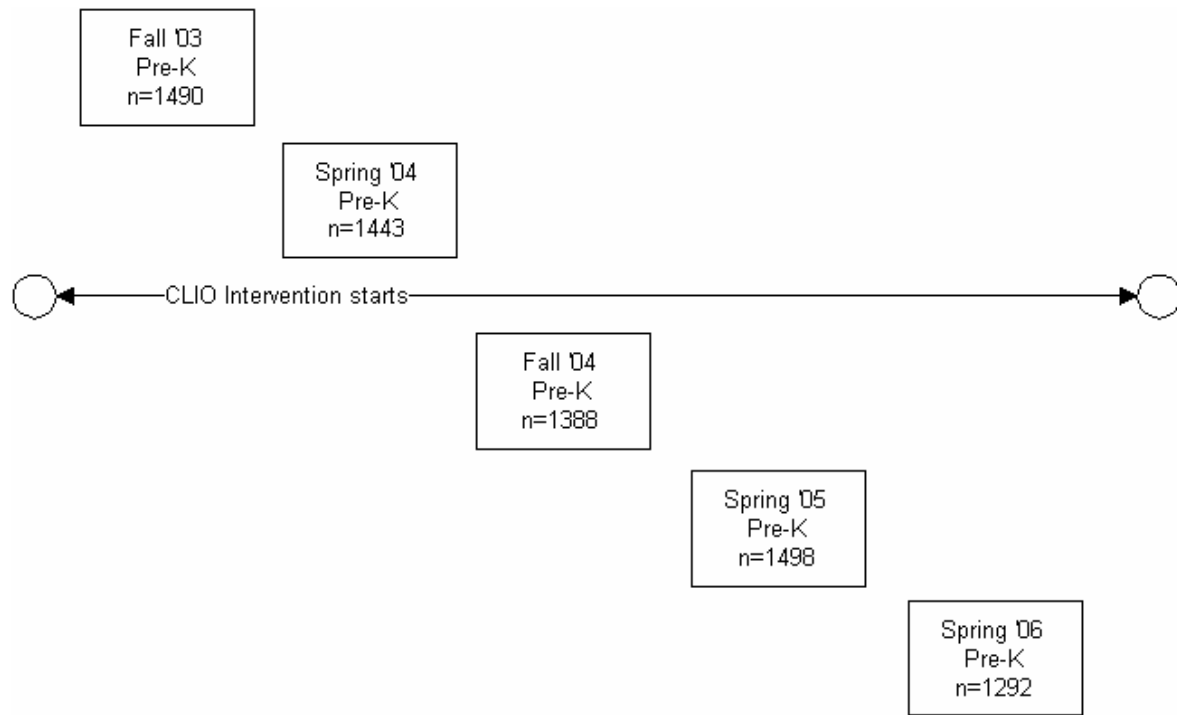 Fall '03
Pre-K
n=1490
Spring '04
Pre-K
n=1443
CLIO Intervention starts
Fall '04
Pre-K
n=1388
Spring '05
Pre-K
n=1498
Spring '06
Pre-K
n=1292